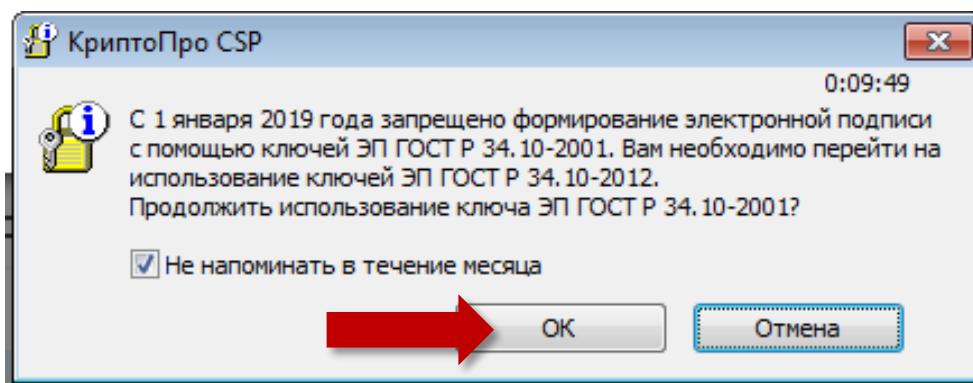 КриптоПро CSP
0:09:49
С 1 января 2019 года запрещено формирование электронной подписи
с помощью ключей ЭП ГОСТ Р 34.10-2001. Вам необходимо перейти на
использование ключей ЭП ГОСТ Р 34.10-2012.
Продолжить использование ключа ЭП ГОСТ Р 34.10-2001?
Не напоминать в течение месяца
ОК
Отмена